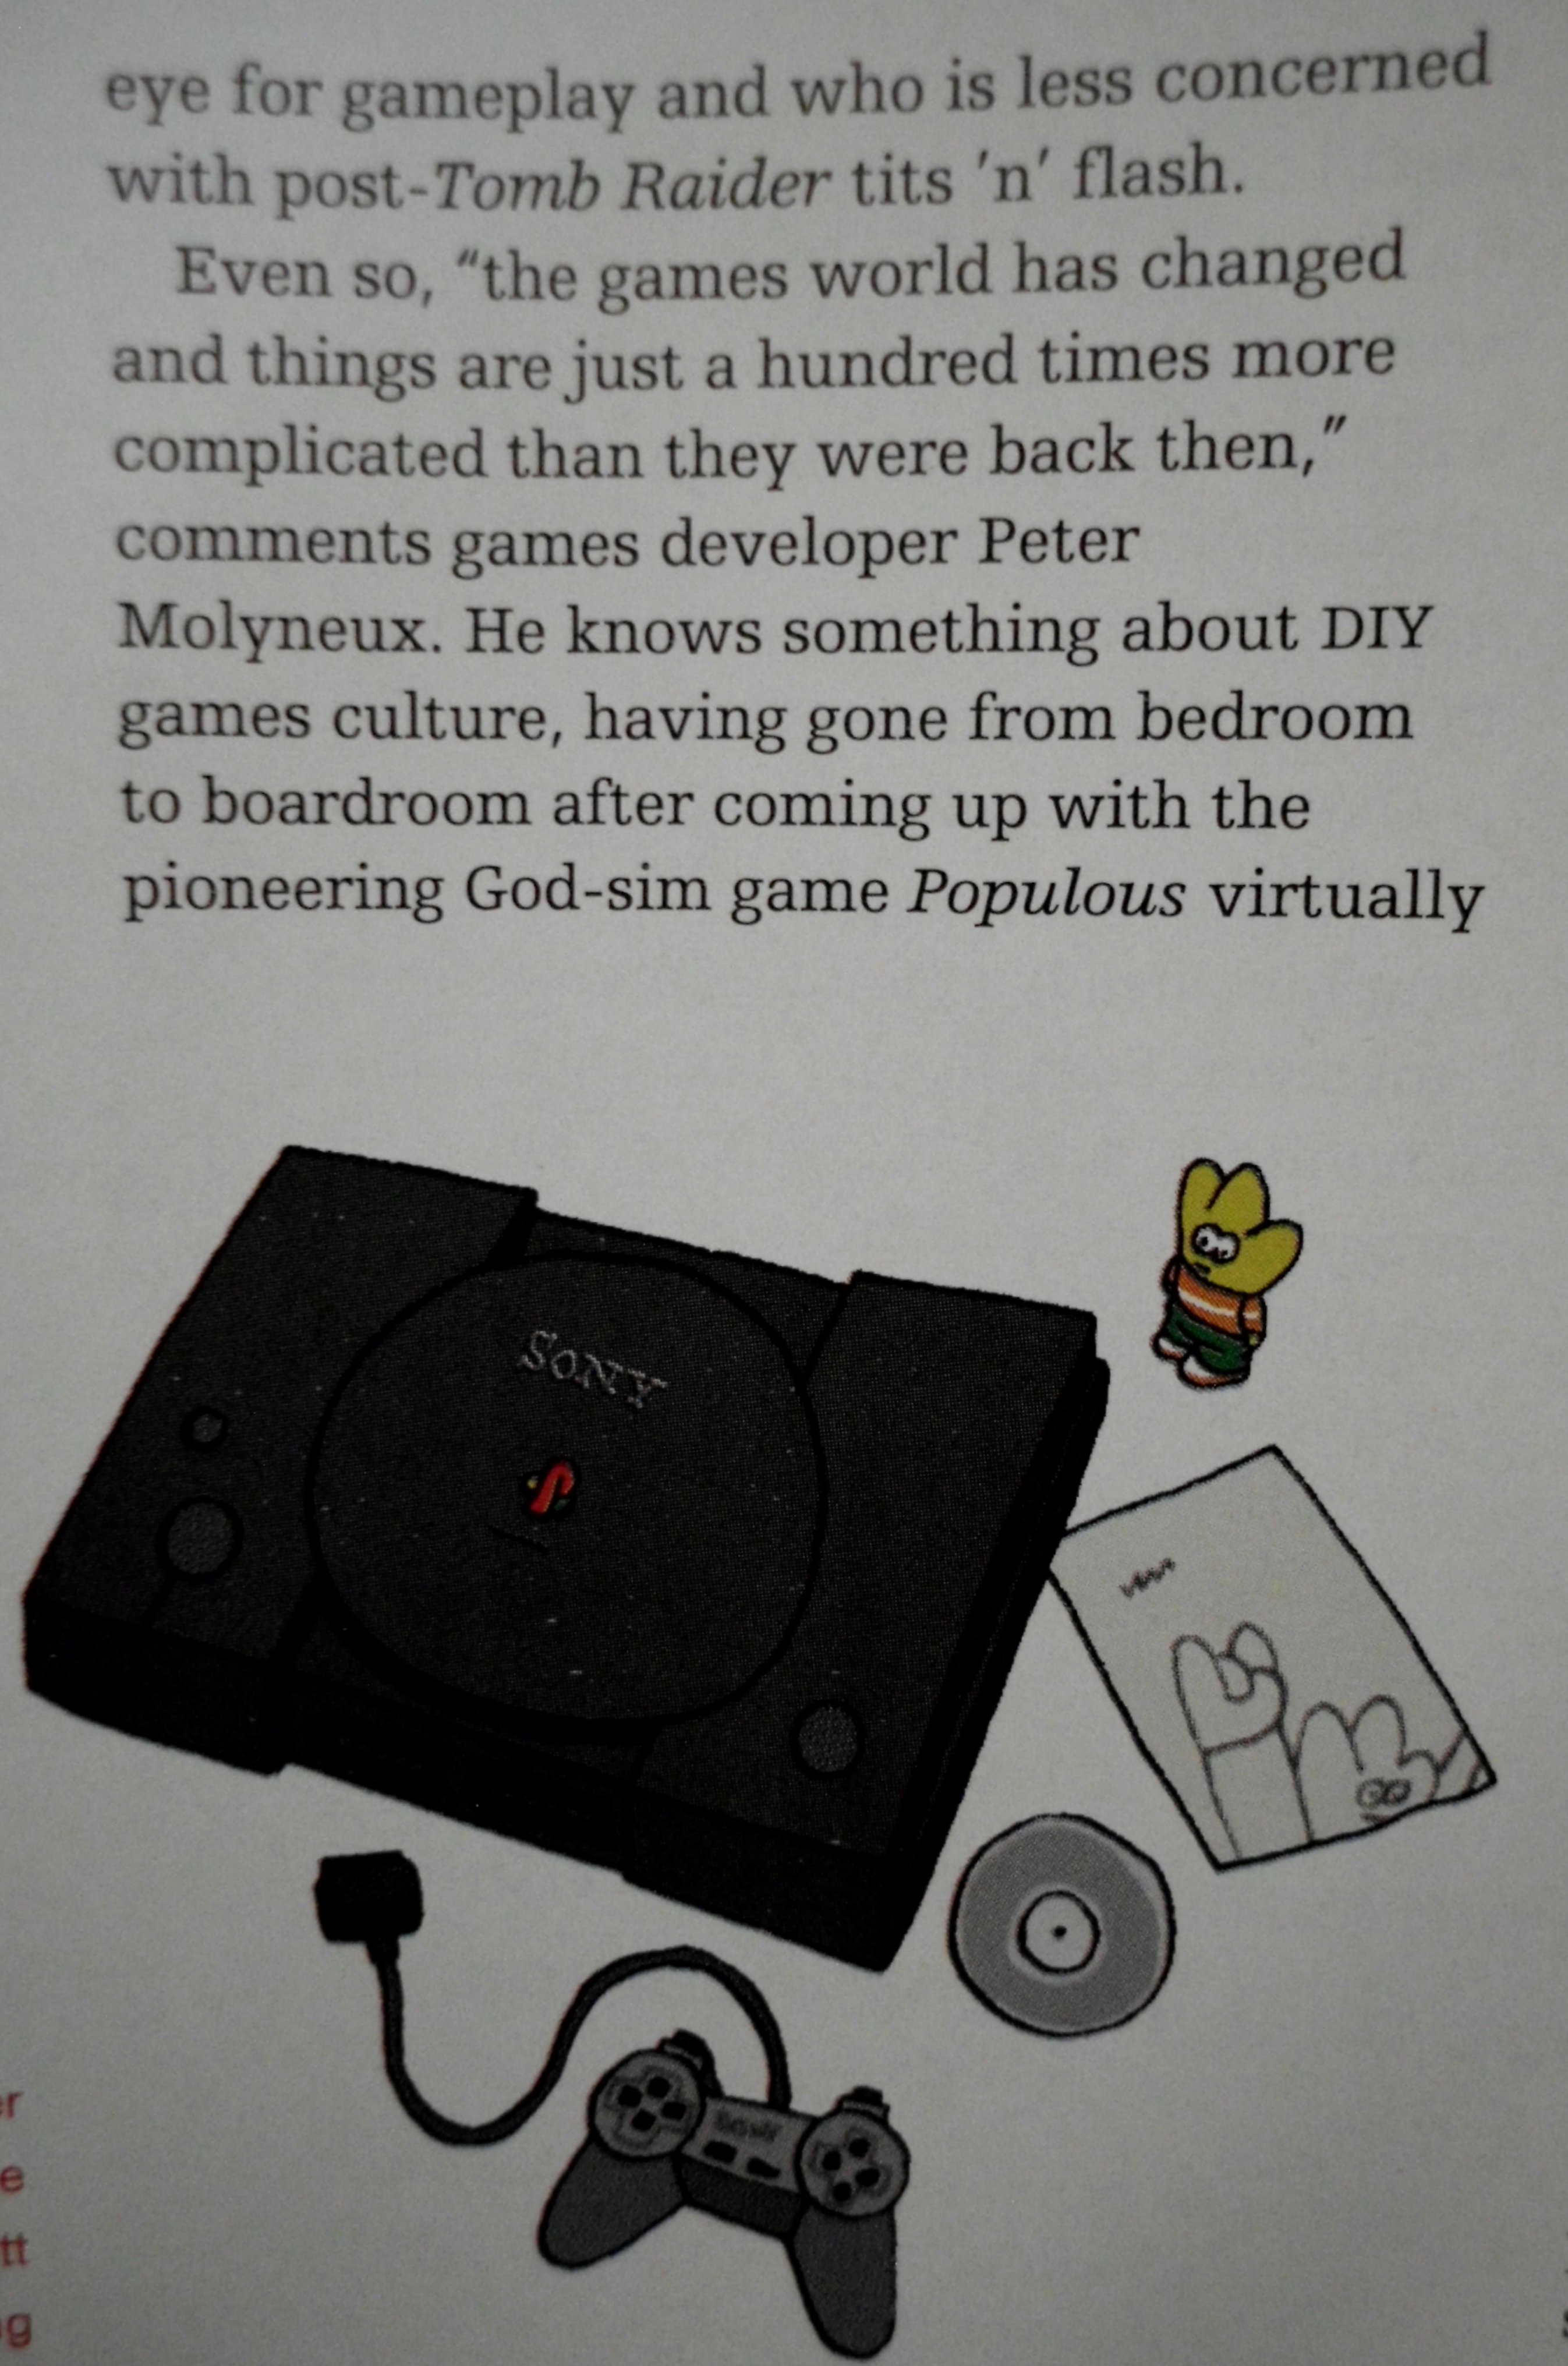 eye for gameplay and who is less concerned
with post-Tomb Raider tits 'n' flash.
Even so, “the games world has changed
and things are just a hundred times more
complicated than they were back then,”
comments games developer Peter
Molyneux. He knows something about DIY
games culture, having gone from bedroom
to boardroom after coming up with the
pioneering God-sim game Populous virtually
SONY
er
e
tt
ng